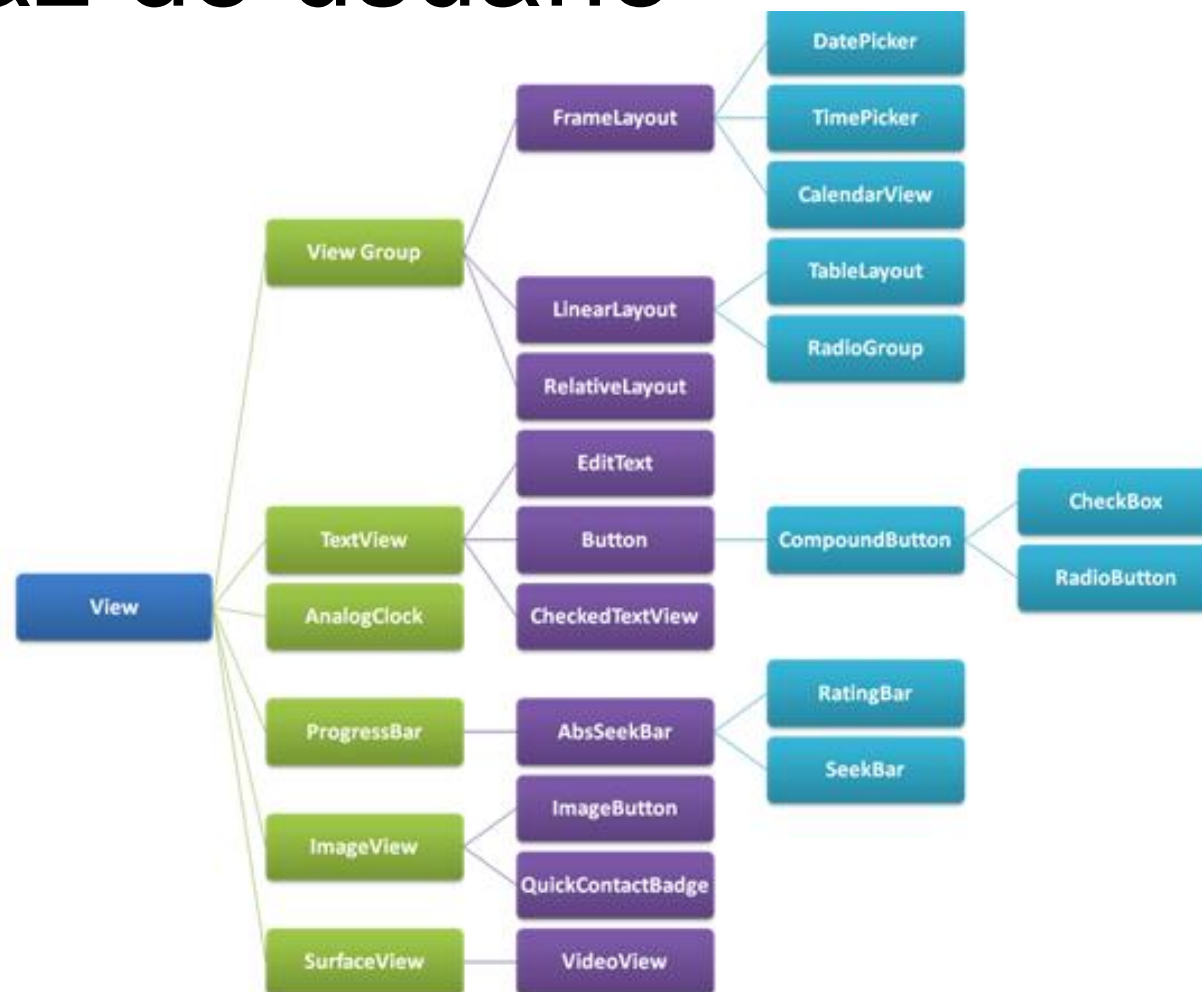 DatePicker
FrameLayout
TimePicker
CalendarView
View Group
TableLayout
LinearLayout
RadioGroup
RelativeLayout
EditText
CheckBox
TextView
Button
CompoundButton
RadioButton
View
AnalogClock
CheckedTextView
RatingBar
ProgressBar
AbsSeekBar
SeekBar
ImageButton
ImageView
QuickContactBadge
SurfaceView
VideoView